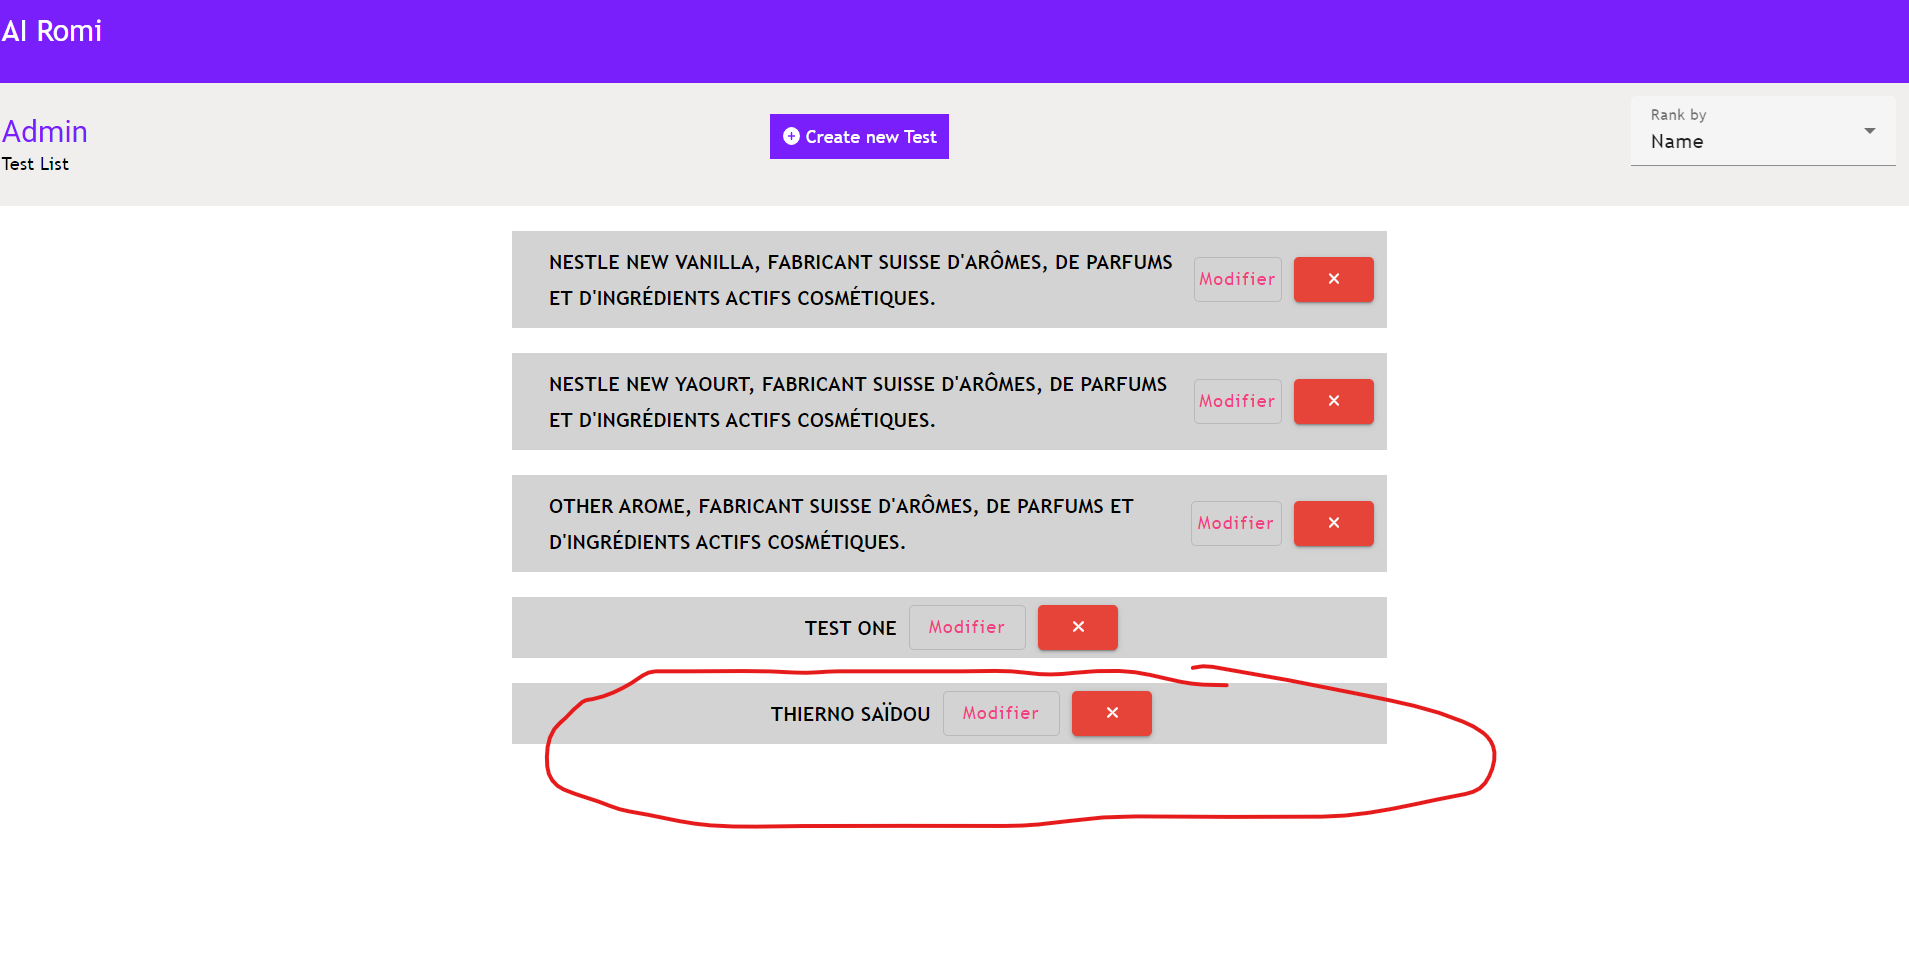 AI Romi
Admin
Test List
Create new Test
Rank by
Name
NESTLE NEW VANILLA, FABRICANT SUISSE D'ARÔMES, DE PARFUMS
ET D'INGRÉDIENTS ACTIFS COSMÉTIQUES.
Modifier
NESTLE NEW YAOURT, FABRICANT SUISSE D'ARÔMES, DE PARFUMS
ET D'INGRÉDIENTS ACTIFS COSMÉTIQUES.
Modifier
OTHER AROME, FABRICANT SUISSE D'ARÔMES, DE PARFUMS ET
D'INGRÉDIENTS ACTIFS COSMÉTIQUES.
Modifier
TEST ONE Modifier
THIERNO SAÏDOU Modifier